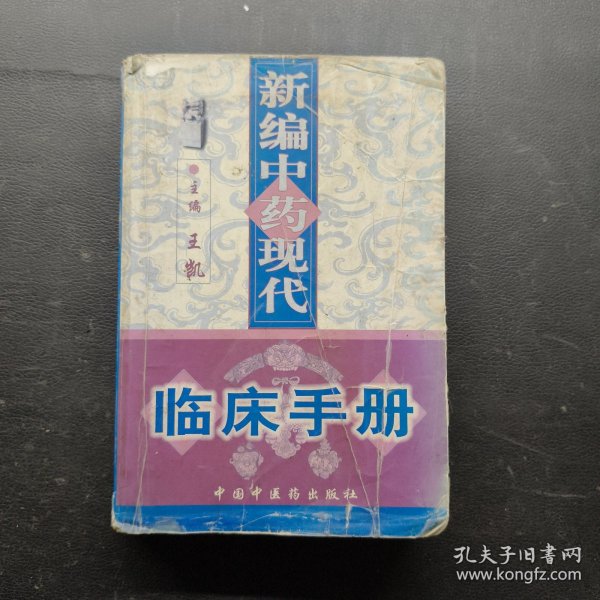 新编中药现代
主编 王凯
临床手册
中国中医药出版社
孔夫子旧书网
www.kongfz.com